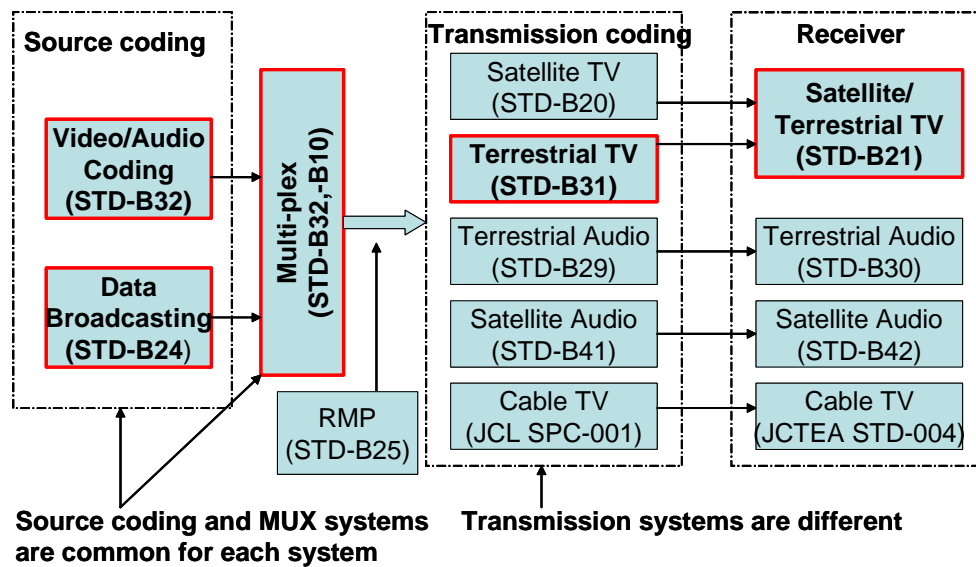 Source coding
Video/Audio
Coding
(STD-B32)
Data
Broadcasting
(STD-B24)
Multi-plex
(STD-B32,-B10)
RMP
(STD-B25)
Transmission coding
Satellite TV
(STD-B20)
Terrestrial TV
(STD-B31)
Terrestrial Audio
(STD-B29)
Satellite Audio
(STD-B41)
Cable TV
(JCL SPC-001)
Receiver
Satellite/
Terrestrial TV
(STD-B21)
Terrestrial Audio
(STD-B30)
Satellite Audio
(STD-B42)
Cable TV
(JCTEA STD-004)
Source coding and MUX systems
are common for each system
Transmission systems are different